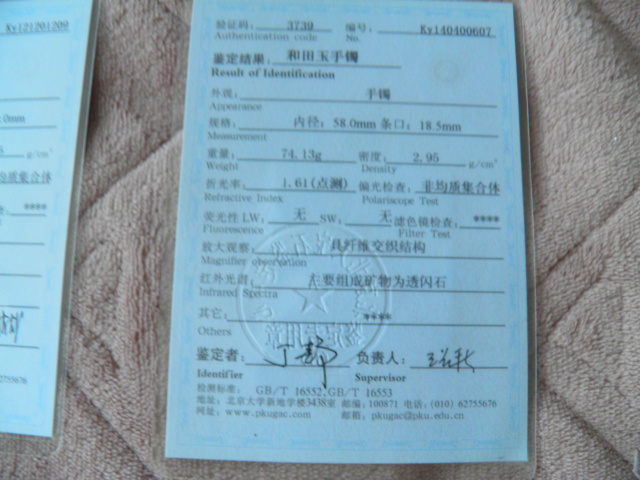 Ky121201209
.0mm
g/cm³
****
2755676
验证码: 3739 编号: Ky140400607
Authentication code No.
鉴定结果: 和田玉手镯
Result of Identification
外观: 手镯
Appearance
规格: 内径: 58.0mm 条口: 18.5mm
Measurement
重量: 74.13g 密度: 2.95 g/cm³
Weight Density
折光率: 1.61(点测) 偏光检查: 非均质集合体
Refractive Index Polariscope Test
荧光性 LW: 无 SW: 无 滤色镜检查: ****
Fluorescence Filter Test
放大观察: 具纤维交织结构
Magnifier observation
红外光谱: 主要组成矿物为透闪石
Infrared Spectra
其它: ****
Others
鉴定者: 负责人:
Identifier Supervisor
检测标准: GB/T 16552,GB/T 16553
地址: 北京大学新地学楼3438室 邮编: 100871 电话: (010) 62755676
网址: www.pkugac.com 邮箱: pkugac@pku.edu.cn